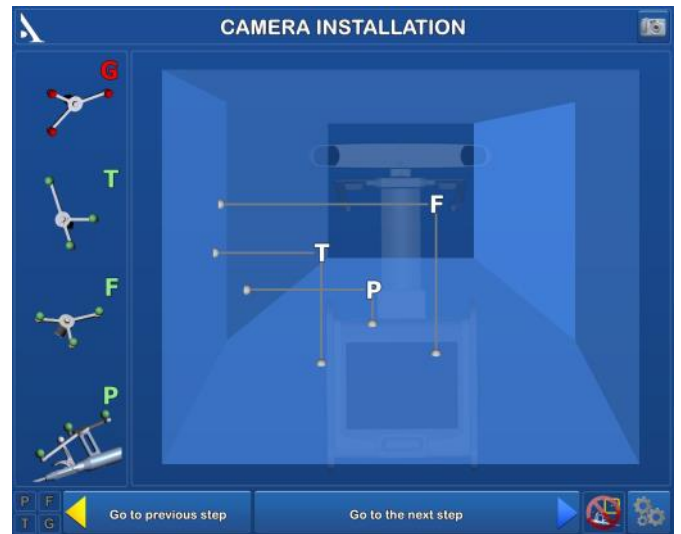 CAMERA INSTALLATION
G
T
F
P
F
T
P
P F
T G
Go to previous step
Go to the next step